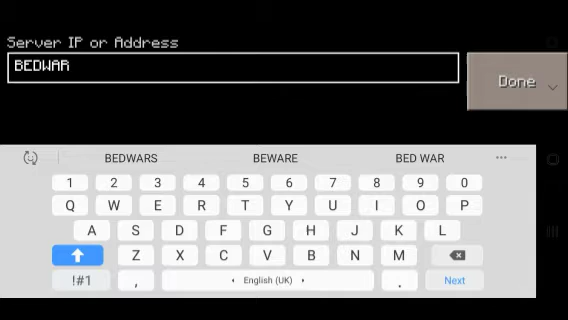 Server IP or Address
BEDWAR
Done
BEDWARS BEWARE BED WAR ...
1 2 3 4 5 6 7 8 9 0
Q W E R T Y U I O P
A S D F G H J K L
Z X C V B N M
!#1 , English (UK) . Next